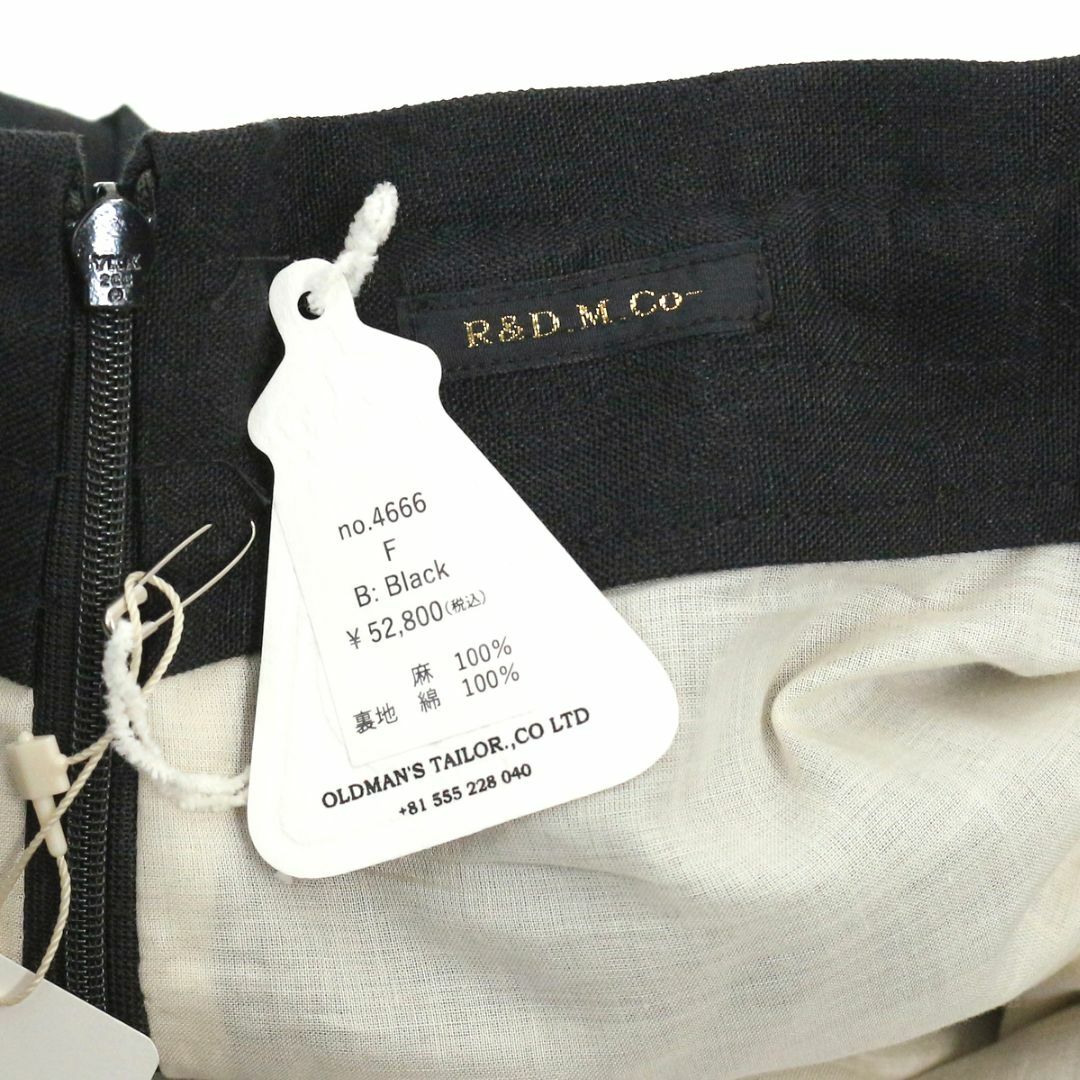 R&D.M.Co-
no.4666
F
B: Black
¥ 52,800(税込)
麻 100%
裏地 綿 100%
OLDMAN'S TAILOR.,CO LTD
+81 555 228 040